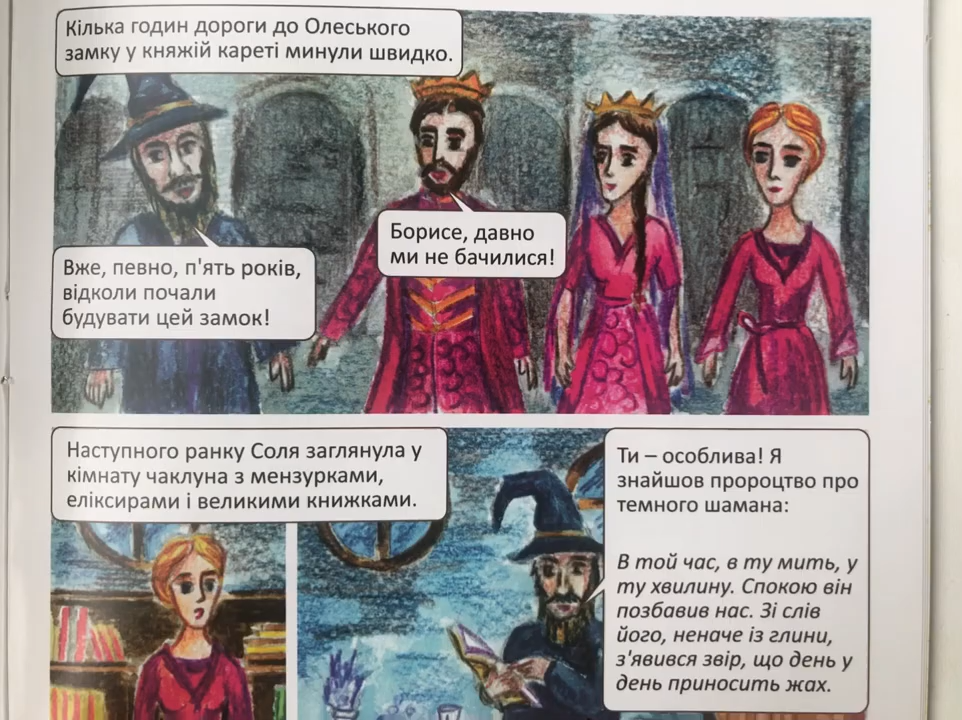 Кілька годин дороги до Олеського
замку у княжій кареті минули швидко.
Борисе, давно
ми не бачилися!
Вже, певно, п'ять років,
відколи почали
будувати цей замок!
Наступного ранку Соля заглянула у
кімнату чаклуна з мензурками,
еліксирами і великими книжками.
Ти – особлива! Я
знайшов пророцтво про
темного шамана:
В той час, в ту мить, у
ту хвилину. Спокою він
позбавив нас. Зі слів
його, неначе із глини,
з'явився звір, що день у
день приносить жах.